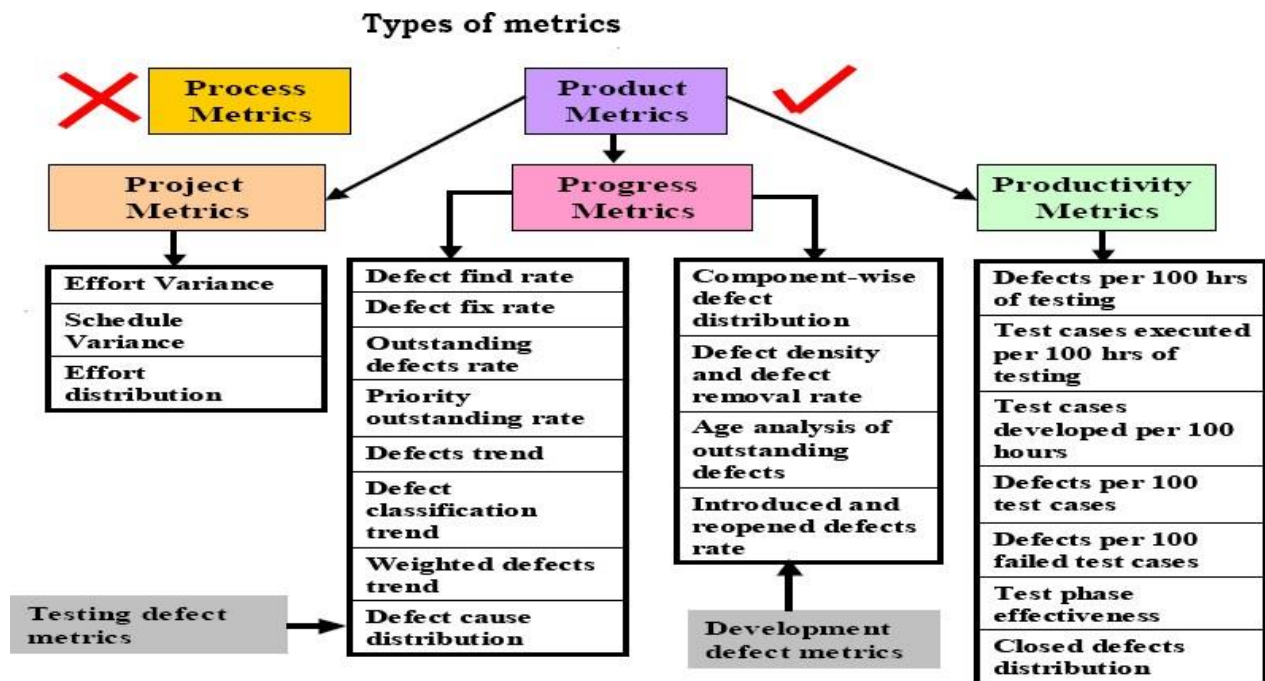 Types of metrics
Process
Metrics
Product
Metrics
Project
Metrics
Progress
Metrics
Productivity
Metrics
Effort Variance
Schedule
Variance
Effort
distribution
Defect find rate
Defect fix rate
Outstanding
defects rate
Priority
outstanding rate
Defects trend
Defect
classification
trend
Weighted defects
trend
Defect cause
distribution
Component-wise
defect
distribution
Defect density
and defect
removal rate
Age analysis of
outstanding
defects
Introduced and
reopened defects
rate
Defects per 100 hrs
of testing
Test cases executed
per 100 hrs of
testing
Test cases
developed per 100
hours
Defects per 100
test cases
Defects per 100
failed test cases
Test phase
effectiveness
Closed defects
distribution
Testing defect
metrics
Development
defect metrics